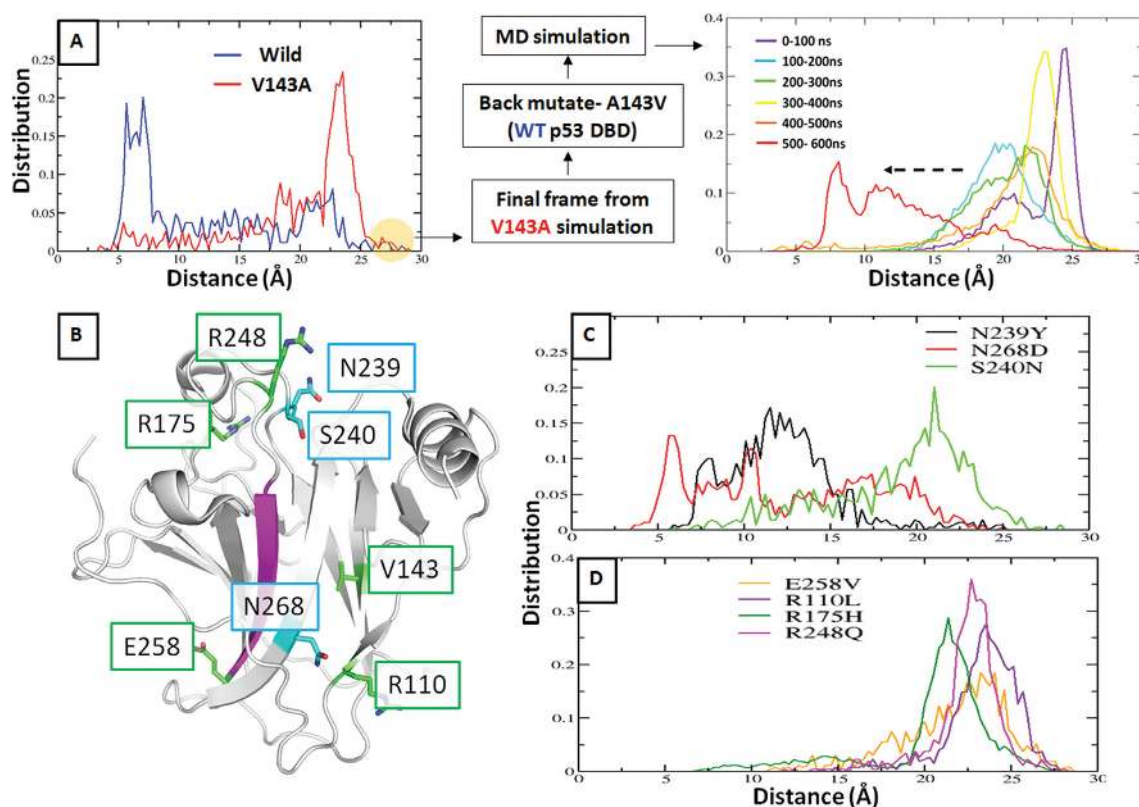 A
Wild
V143A
0.25
0.2
0.15
0.1
0.05
0
0 5 10 15 20 25 30
Distribution
Distance (Å)
MD simulation
Back mutate- A143V
(WT p53 DBD)
Final frame from
V143A simulation
0.4
0.3
0.2
0.1
0
0-100 ns
100-200ns
200-300ns
300-400ns
400-500ns
500- 600ns
0 5 10 15 20 25
Distance (Å)
B
R248
N239
R175
S240
V143
N268
E258
R110
C
N239Y
N268D
S240N
0.25
0.2
0.15
0.1
0.05
0
0 5 10 15 20 25 30
Distribution
D
E258V
R110L
R175H
R248Q
0.4
0.3
0.2
0.1
0
10 15 20 25 30
Distance (Å)